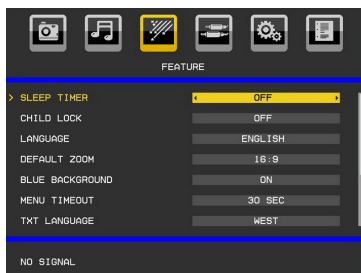 FEATURE
> SLEEP TIMER OFF
CHILD LOCK OFF
LANGUAGE ENGLISH
DEFAULT ZOOM 16:9
BLUE BACKGROUND ON
MENU TIMEOUT 30 SEC
TXT LANGUAGE WEST
NO SIGNAL